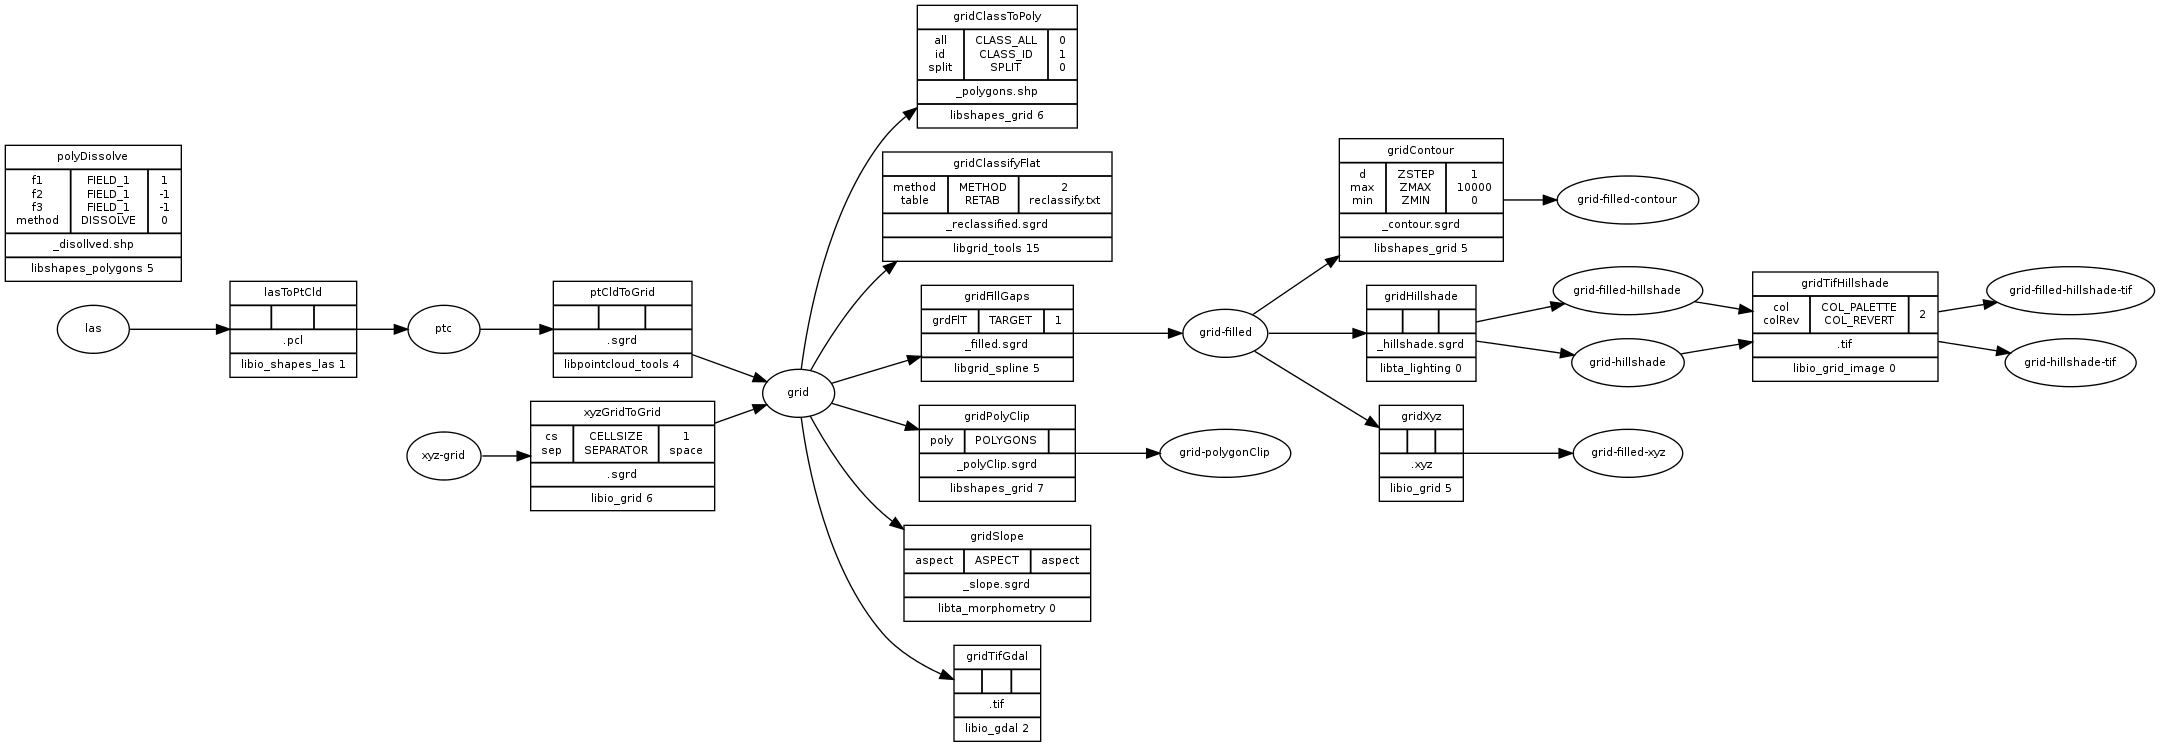 polyDissolve
f1 FIELD_1 1
f2 FIELD_1 -1
f3 FIELD_1 -1
method DISSOLVE 0
_disollved.shp
libshapes_polygons 5
las
lasToPtCld
.pcl
libio_shapes_las 1
ptc
xyz-grid
ptCldToGrid
.sgrd
libpointcloud_tools 4
xyzGridToGrid
cs CELLSIZE 1
sep SEPARATOR space
.sgrd
libio_grid 6
grid
gridClassToPoly
all CLASS_ALL 0
id CLASS_ID 1
split SPLIT 0
_polygons.shp
libshapes_grid 6
gridClassifyFlat
method METHOD 2
table RETAB reclassify.txt
_reclassified.sgrd
libgrid_tools 15
gridFillGaps
grdFlT TARGET 1
_filled.sgrd
libgrid_spline 5
gridPolyClip
poly POLYGONS
_polyClip.sgrd
libshapes_grid 7
gridSlope
aspect ASPECT aspect
_slope.sgrd
libta_morphometry 0
gridTifGdal
.tif
libio_gdal 2
grid-filled
grid-polygonClip
gridContour
d ZSTEP 1
max ZMAX 10000
min ZMIN 0
_contour.sgrd
libshapes_grid 5
gridHillshade
_hillshade.sgrd
libta_lighting 0
gridXyz
.xyz
libio_grid 5
grid-filled-contour
grid-filled-hillshade
grid-hillshade
grid-filled-xyz
gridTifHillshade
col COL_PALETTE 2
colRev COL_REVERT
.tif
libio_grid_image 0
grid-filled-hillshade-tif
grid-hillshade-tif